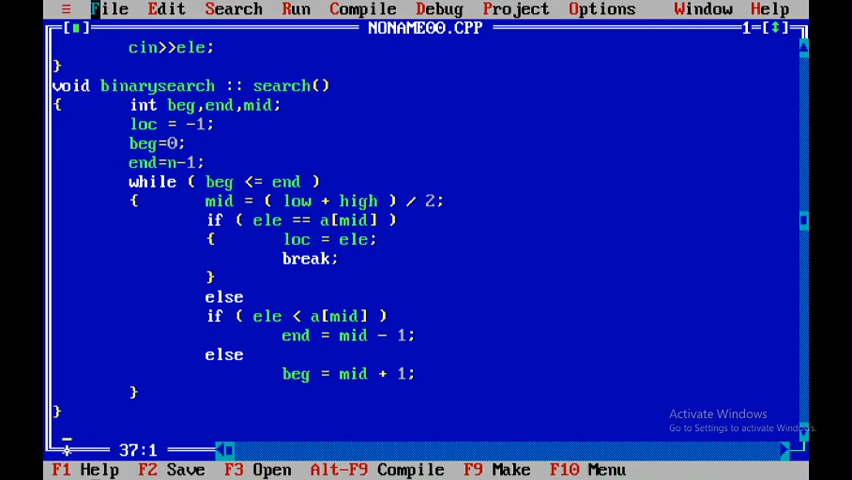 ≡ File Edit Search Run Compile Debug Project Options Window Help
NONAME00.CPP 1=[↕]
cin>>ele;
}
void binarysearch :: search()
{ int beg,end,mid;
loc = -1;
beg=0;
end=n-1;
while ( beg <= end )
{ mid = ( low + high ) / 2;
if ( ele == a[mid] )
{ loc = ele;
break;
}
else
if ( ele < a[mid] )
end = mid - 1;
else
beg = mid + 1;
}
}
Activate Windows
Go to Settings to activate Windows.
37:1
F1 Help F2 Save F3 Open Alt-F9 Compile F9 Make F10 Menu